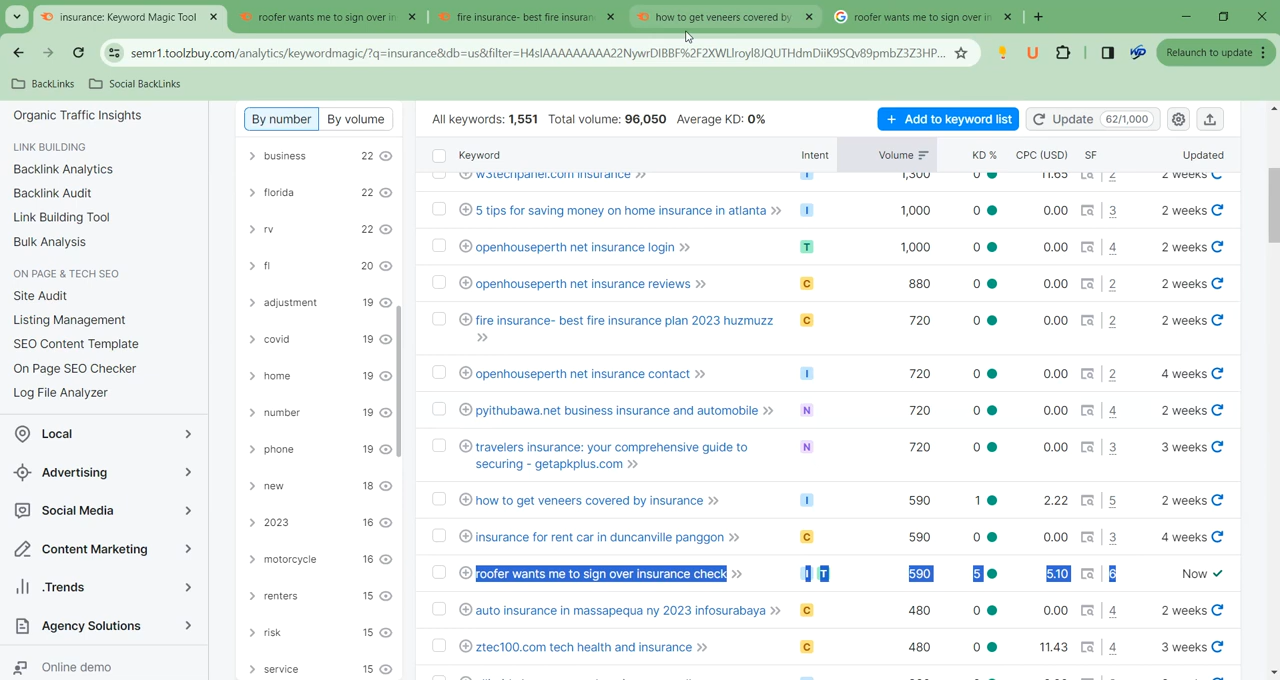 insurance: Keyword Magic Tool
roofer wants me to sign over in
fire insurance- best fire insuran
how to get veneers covered by
roofer wants me to sign over in
semr1.toolzbuy.com/analytics/keywordmagic/?q=insurance&db=us&filter=H4sIAAAAAAAA22NywrDIBBF%2F2XWLlroyl8JQUTHdmDiiK9SQv89pmbZ3Z3HP...
Relaunch to update
BackLinks
Social BackLinks
Organic Traffic Insights
LINK BUILDING
Backlink Analytics
Backlink Audit
Link Building Tool
Bulk Analysis
ON PAGE & TECH SEO
Site Audit
Listing Management
SEO Content Template
On Page SEO Checker
Log File Analyzer
Local
Advertising
Social Media
Content Marketing
.Trends
Agency Solutions
Online demo
By number By volume
business 22
florida 22
rv 22
fl 20
adjustment 19
covid 19
home 19
number 19
phone 19
new 18
2023 16
motorcycle 16
renters 15
risk 15
service 15
All keywords: 1,551 Total volume: 96,050 Average KD: 0%
+ Add to keyword list
Update 62/1,000
Keyword Intent Volume KD % CPC (USD) SF Updated
w3techpanel.com insurance I 1,300 0 11.65 2 2 weeks
5 tips for saving money on home insurance in atlanta I 1,000 0 0.00 3 2 weeks
openhouseperth net insurance login T 1,000 0 0.00 4 2 weeks
openhouseperth net insurance reviews C 880 0 0.00 2 2 weeks
fire insurance- best fire insurance plan 2023 huzmuzz C 720 0 0.00 2 2 weeks
openhouseperth net insurance contact I 720 0 0.00 2 4 weeks
pyithubawa.net business insurance and automobile N 720 0 0.00 4 2 weeks
travelers insurance: your comprehensive guide to N 720 0 0.00 3 3 weeks
securing - getapkplus.com
how to get veneers covered by insurance I 590 1 2.22 5 2 weeks
insurance for rent car in duncanville panggon C 590 0 0.00 3 4 weeks
roofer wants me to sign over insurance check I T 590 5 5.10 6 Now
auto insurance in massapequa ny 2023 infosurabaya C 480 0 0.00 4 2 weeks
ztec100.com tech health and insurance C 480 0 11.43 4 3 weeks